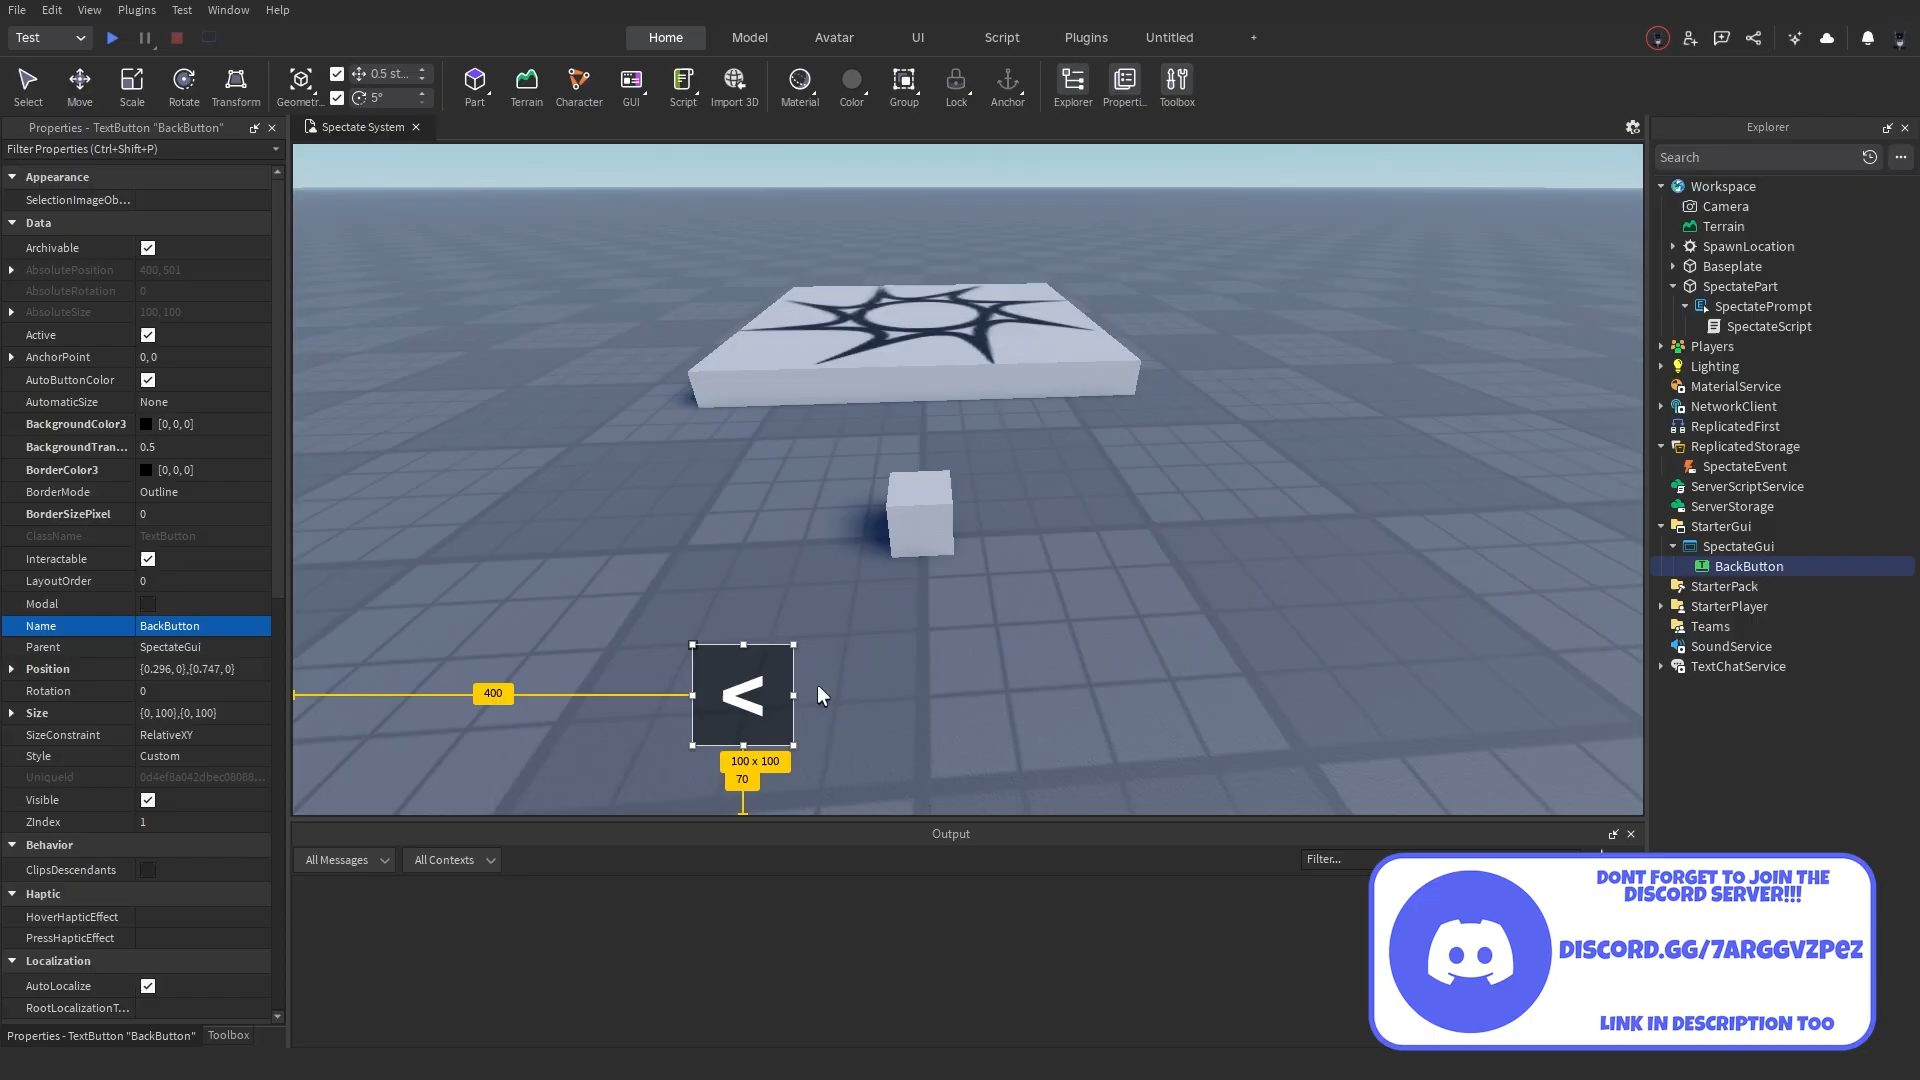 File Edit View Plugins Test Window Help
Test Home Model Avatar UI Script Plugins Untitled +
0.5 st...
5°
Select Move Scale Rotate Transform Geometr... Part Terrain Character GUI Script Import 3D Material Color Group Lock Anchor Explorer Properti... Toolbox
Properties - TextButton "BackButton"
Spectate System
Explorer
Filter Properties (Ctrl+Shift+P)
Search
Appearance
SelectionImageOb...
Data
Archivable
AbsolutePosition 400, 501
AbsoluteRotation 0
AbsoluteSize 100, 100
Active
AnchorPoint 0, 0
AutoButtonColor
AutomaticSize None
BackgroundColor3 [0, 0, 0]
BackgroundTran... 0.5
BorderColor3 [0, 0, 0]
BorderMode Outline
BorderSizePixel 0
ClassName TextButton
Interactable
LayoutOrder 0
Modal
Name BackButton
Parent SpectateGui
Position {0.296, 0},{0.747, 0}
Rotation 0
Size {0, 100},{0, 100}
SizeConstraint RelativeXY
Style Custom
UniqueId
Visible
ZIndex 1
Behavior
ClipsDescendants
Haptic
HoverHapticEffect
PressHapticEffect
Localization
AutoLocalize
RootLocalizationT...
Properties - TextButton "BackButton" Toolbox
400
<
100 x 100
70
Workspace
Camera
Terrain
SpawnLocation
Baseplate
SpectatePart
SpectatePrompt
SpectateScript
Players
Lighting
MaterialService
NetworkClient
ReplicatedFirst
ReplicatedStorage
SpectateEvent
ServerScriptService
ServerStorage
StarterGui
SpectateGui
BackButton
StarterPack
StarterPlayer
Teams
SoundService
TextChatService
Output
All Messages All Contexts Filter...
DONT FORGET TO JOIN THE
DISCORD SERVER!!!
LINK IN DESCRIPTION TOO